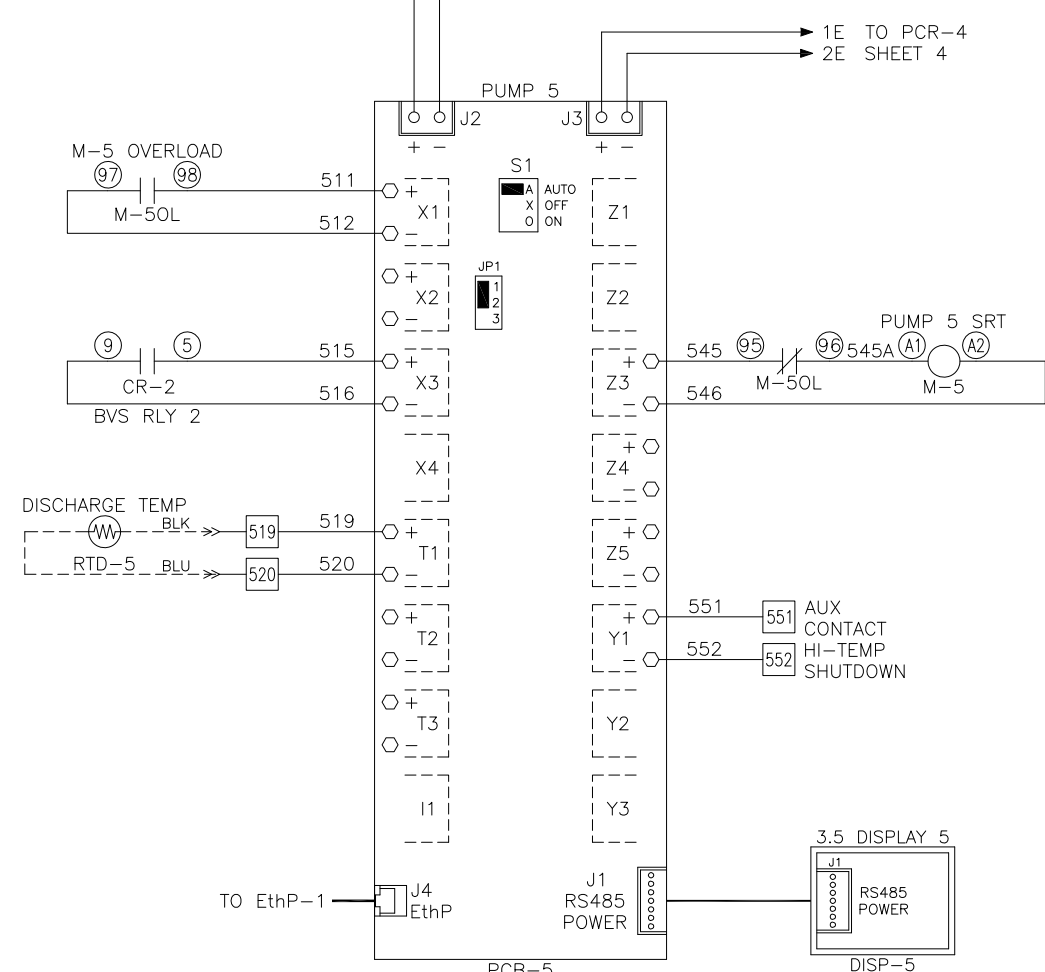 1E TO PCR-4
2E SHEET 4
PUMP 5
J2
J3
+ -
+ -
M-5 OVERLOAD
97
98
M-5OL
511
512
+
X1
-
S1
A AUTO
X OFF
O ON
Z1
JP1
1
2
3
+
X2
-
Z2
9
5
CR-2
BVS RLY 2
515
516
+
X3
-
+
Z3
-
545
95
96
545A
A1
A2
PUMP 5 SRT
M-5OL
M-5
546
X4
+
Z4
-
DISCHARGE TEMP
BLK
519
519
RTD-5
BLU
520
520
+
T1
-
+
Z5
-
+
T2
-
+
Y1
-
551
551
AUX
CONTACT
552
552
HI-TEMP
SHUTDOWN
+
T3
-
Y2
I1
Y3
TO EthP-1
J4
EthP
J1
RS485
POWER
3.5 DISPLAY 5
J1
RS485
POWER
DISP-5
PCB-5